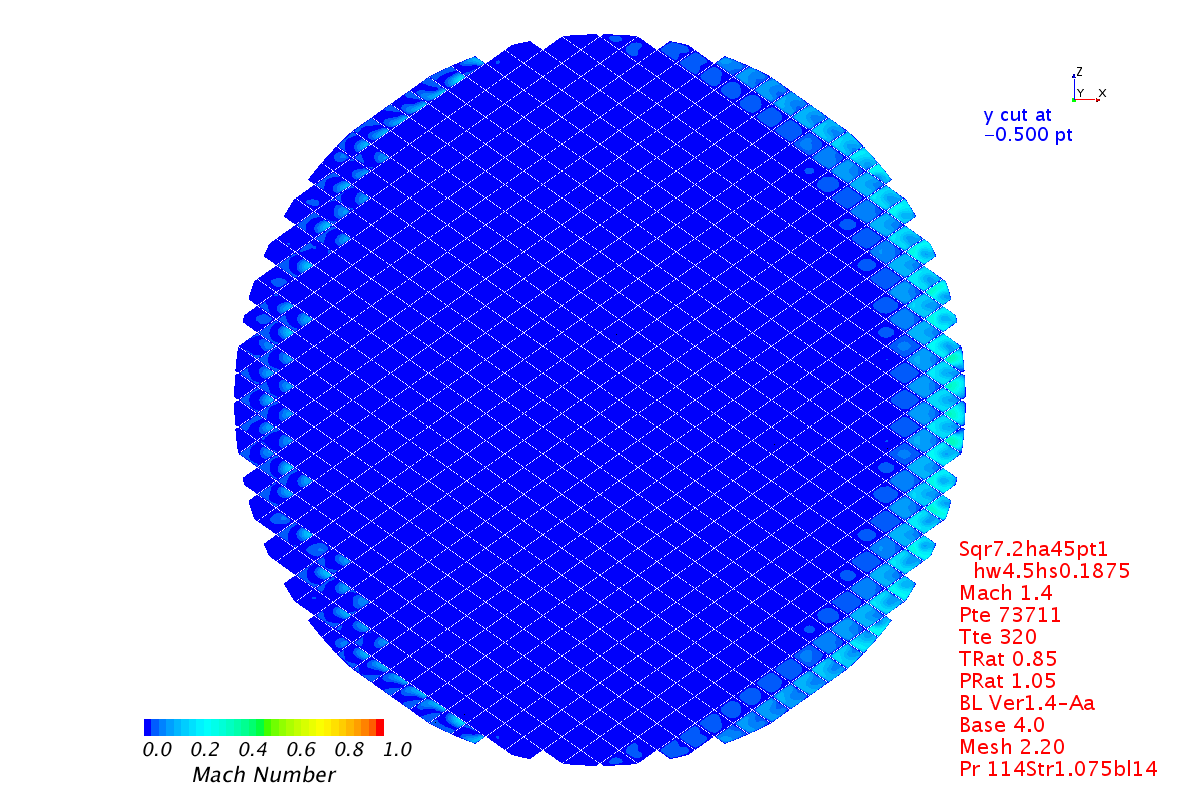 Z
Y X
y cut at
−0.500 pt
Sqr7.2ha45pt1
hw4.5hs0.1875
Mach 1.4
Pte 73711
Tte 320
TRat 0.85
PRat 1.05
BL Ver1.4−Aa
Base 4.0
Mesh 2.20
Pr 114Str1.075bl14
0.0 0.2 0.4 0.6 0.8 1.0
Mach Number